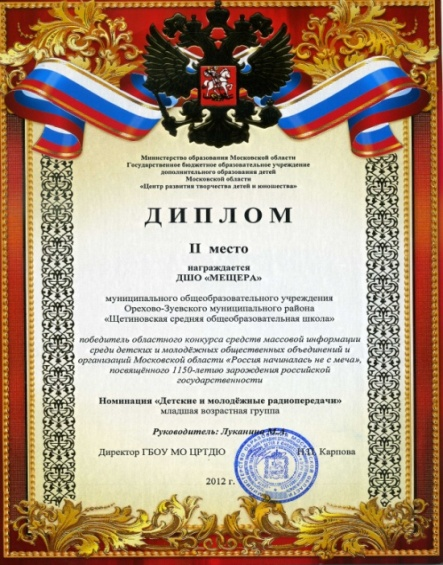 Министерство образования Московской области
Государственное бюджетное образовательное учреждение
дополнительного образования детей
Московской области
«Центр развития творчества детей и юношества»
ДИПЛОМ
II место
награждается
ДШО «МЕЩЕРА»
муниципального общеобразовательного учреждения
Орехово-Зуевского муниципального района
«Щетиновская средняя общеобразовательная школа»
победитель областного конкурса средств массовой информации
среди детских и молодёжных общественных объединений и
организаций Московской области «Россия начиналась не с меча»,
посвящённого 1150-летию зарождения российской
государственности
Номинация «Детские и молодёжные радиопередачи»
младшая возрастная группа
Руководитель: Луканина М.А.
Директор ГБОУ МО ЦРТДЮ Н.П. Карпова
2012 г.